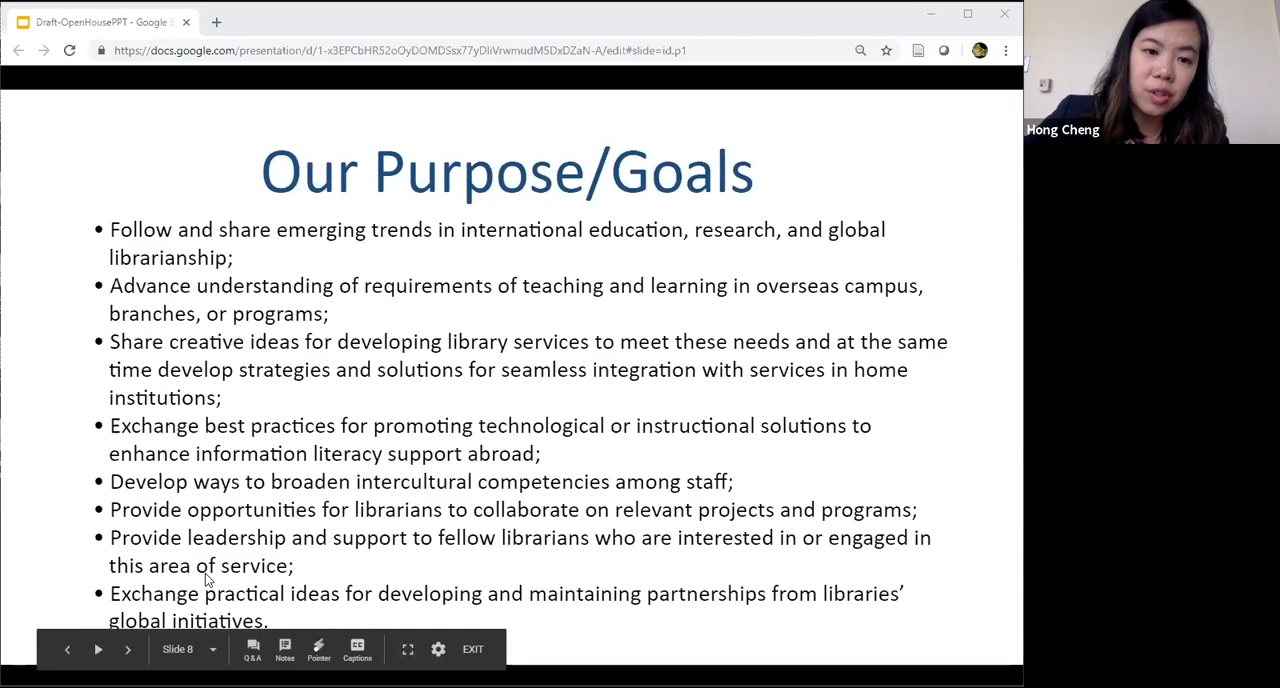 Draft-OpenHousePPT - Google S
https://docs.google.com/presentation/d/1-x3EPCbHR52oOyDOMDSsx77yDIiVrwmudM5DxDZaN-A/edit#slide=id.p1
Hong Cheng
Our Purpose/Goals
• Follow and share emerging trends in international education, research, and global
librarianship;
• Advance understanding of requirements of teaching and learning in overseas campus,
branches, or programs;
• Share creative ideas for developing library services to meet these needs and at the same
time develop strategies and solutions for seamless integration with services in home
institutions;
• Exchange best practices for promoting technological or instructional solutions to
enhance information literacy support abroad;
• Develop ways to broaden intercultural competencies among staff;
• Provide opportunities for librarians to collaborate on relevant projects and programs;
• Provide leadership and support to fellow librarians who are interested in or engaged in
this area of service;
• Exchange practical ideas for developing and maintaining partnerships from libraries’
global initiatives.
Slide 8
Q&A
Notes
Pointer
CC
Captions
EXIT